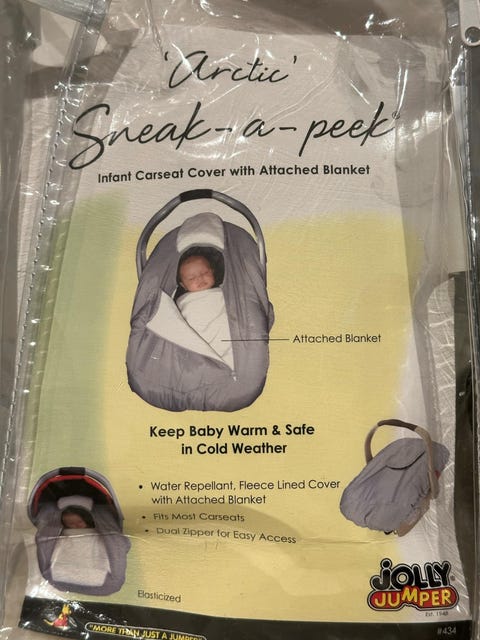 'Arctic'
Sneak-a-peek®
Infant Carseat Cover with Attached Blanket
Attached Blanket
Keep Baby Warm & Safe
in Cold Weather
• Water Repellant, Fleece Lined Cover
with Attached Blanket
• Fits Most Carseats
• Dual Zipper for Easy Access
Elasticized
JOLLY
JUMPER
Est. 1948
"MORE THAN JUST A JUMPER"
#434